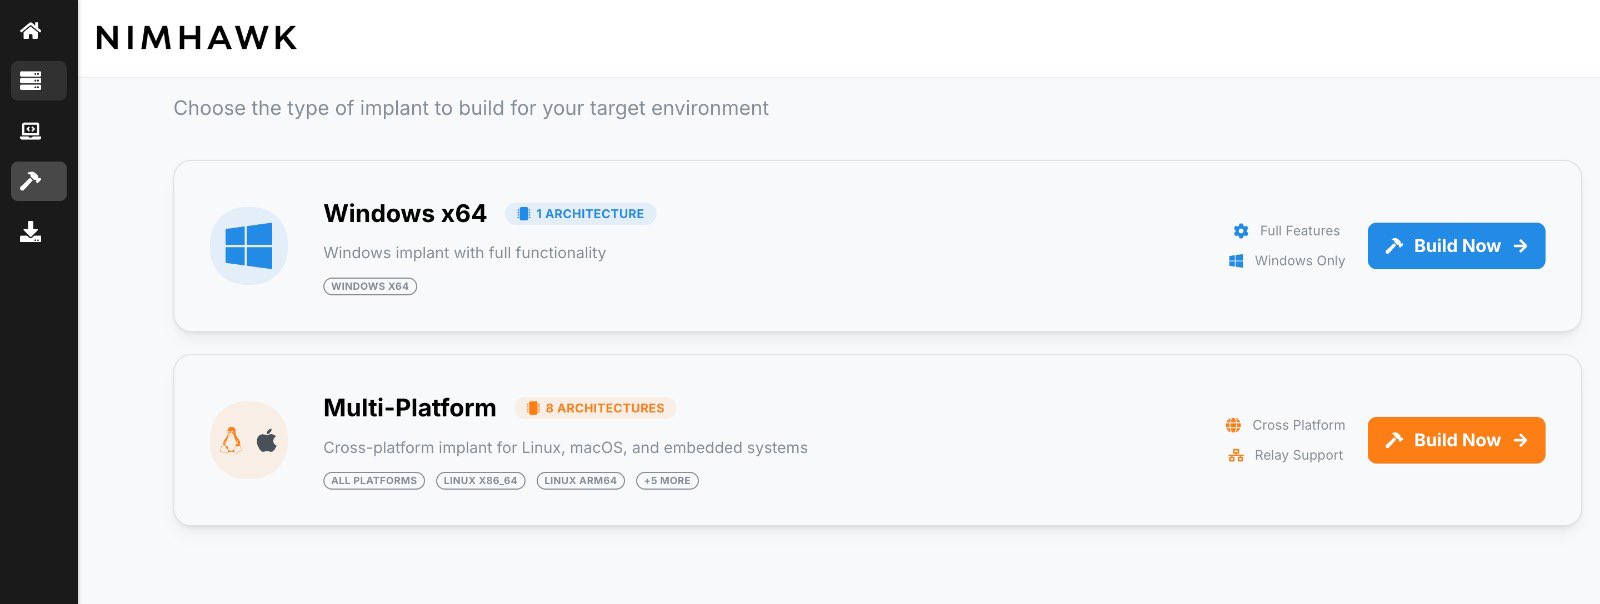 NIMHAWK
Choose the type of implant to build for your target environment
Windows x64
1 ARCHITECTURE
Windows implant with full functionality
WINDOWS X64
Full Features
Windows Only
Build Now
Multi-Platform
8 ARCHITECTURES
Cross-platform implant for Linux, macOS, and embedded systems
ALL PLATFORMS LINUX X86_64 LINUX ARM64 +5 MORE
Cross Platform
Relay Support
Build Now